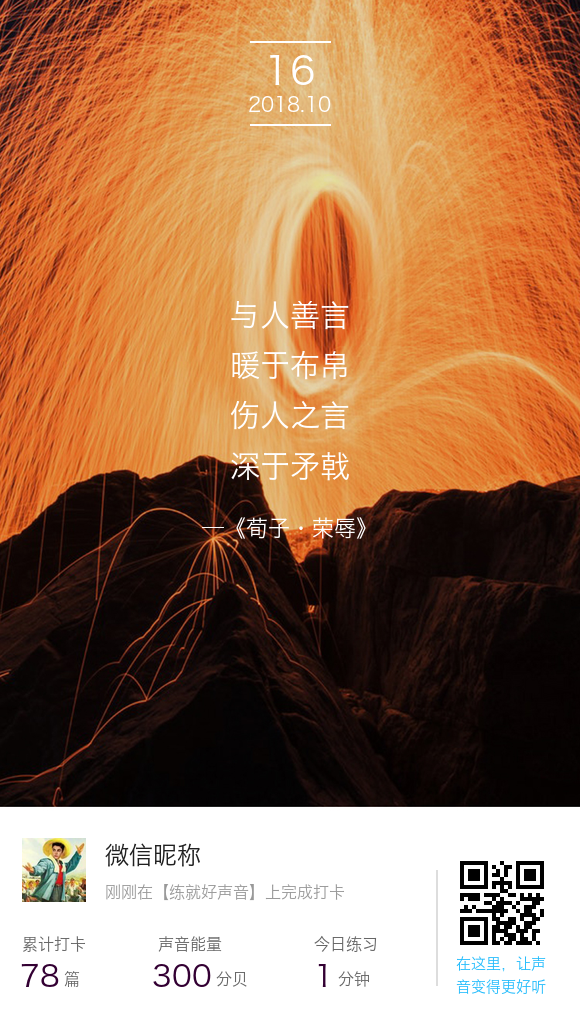 16
2018.10
与人善言
暖于布帛
伤人之言
深于矛戟
—《荀子·荣辱》
微信昵称
刚刚在【练就好声音】上完成打卡
累计打卡 声音能量 今日练习
78 篇 300 分贝 1 分钟
在这里，让声
音变得更好听